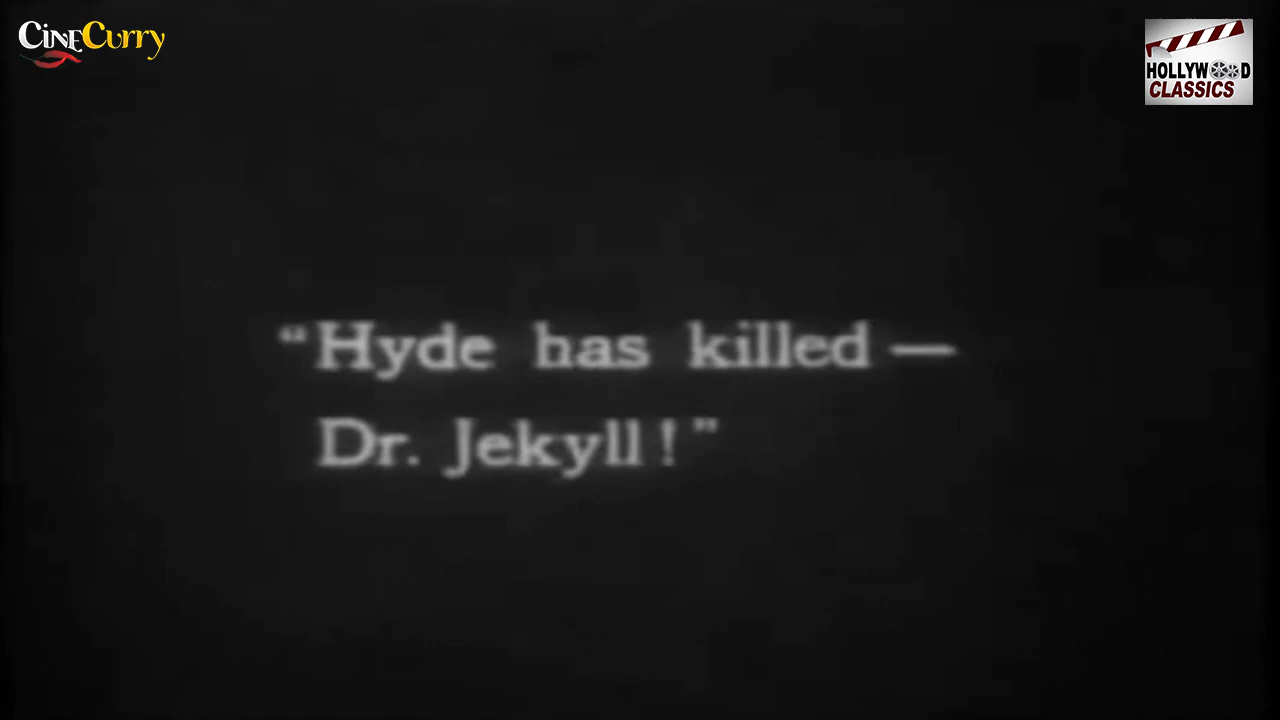 CineCurry
HOLLYWOOD
CLASSICS
“Hyde has killed —
Dr. Jekyll!”